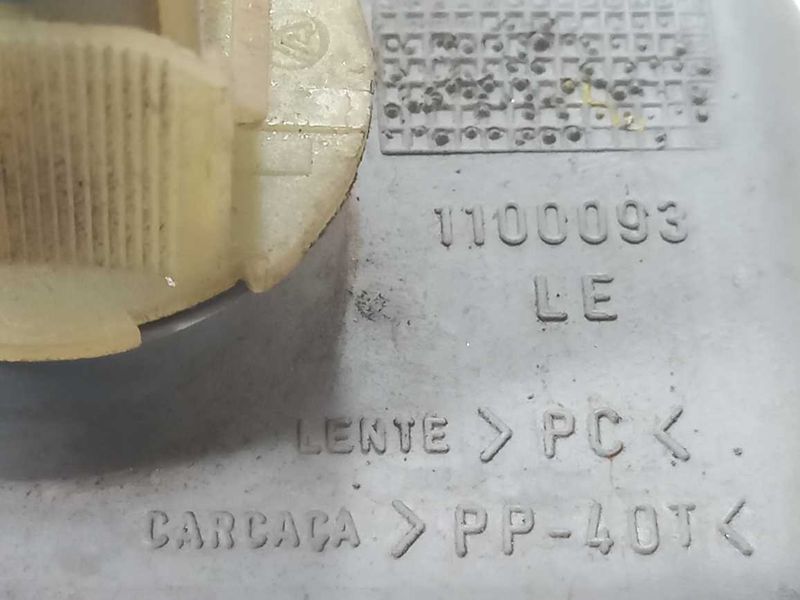 1100093
LE
LENTE >PC<
CARCAÇA >PP-40T<